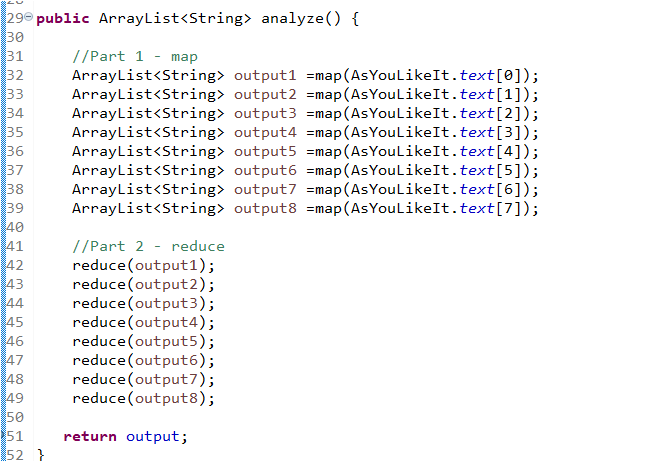 28
29 public ArrayList<String> analyze() {
30
31 //Part 1 - map
32 ArrayList<String> output1 =map(AsYouLikeIt.text[0]);
33 ArrayList<String> output2 =map(AsYouLikeIt.text[1]);
34 ArrayList<String> output3 =map(AsYouLikeIt.text[2]);
35 ArrayList<String> output4 =map(AsYouLikeIt.text[3]);
36 ArrayList<String> output5 =map(AsYouLikeIt.text[4]);
37 ArrayList<String> output6 =map(AsYouLikeIt.text[5]);
38 ArrayList<String> output7 =map(AsYouLikeIt.text[6]);
39 ArrayList<String> output8 =map(AsYouLikeIt.text[7]);
40
41 //Part 2 - reduce
42 reduce(output1);
43 reduce(output2);
44 reduce(output3);
45 reduce(output4);
46 reduce(output5);
47 reduce(output6);
48 reduce(output7);
49 reduce(output8);
50
51 return output;
52 }